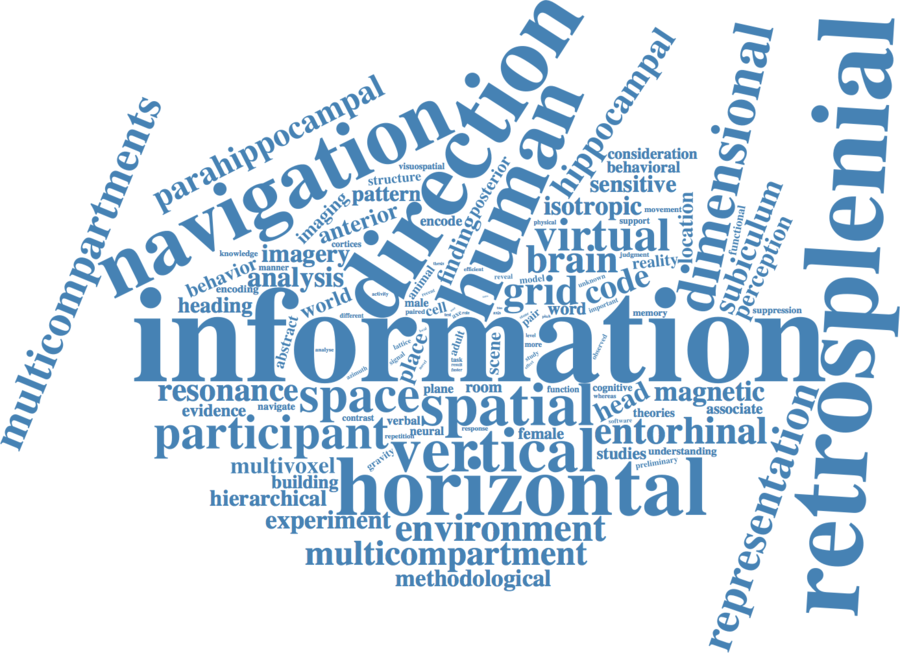 multicompartments
parahippocampal
navigation
direction
human
hippocampal
dimensional
retrosplenial
visuospatial
structure
pattern
imaging
anterior
encode
finding
posterior
consideration
behavioral
sensitive
isotropic
movement
location
functional
subiculum
perception
knowledge
imagery
cortices
manner
behavior
encoding
analysis
heading
world
animal
male
paired
cell
physical
support
virtual
judgment
brain
reality
efficient
reveal
model
unknown
grid
code
word
important
pair
memory
suppression
different
activity
information
abstract
analyse
lattice
signal
azimuth
place
adult
task
scene
level
more
study
observed
resonance
space
plane
room
function
cognitive
whereas
head
magnetic
evidence
navigate
contrast
verbal
spatial
theories
software
associate
participant
repetition
neural
response
female
entorhinal
representation
gravity
vertical
studies
understanding
preliminary
multivoxel
building
horizontal
hierarchical
experiment
environment
multicompartment
methodological